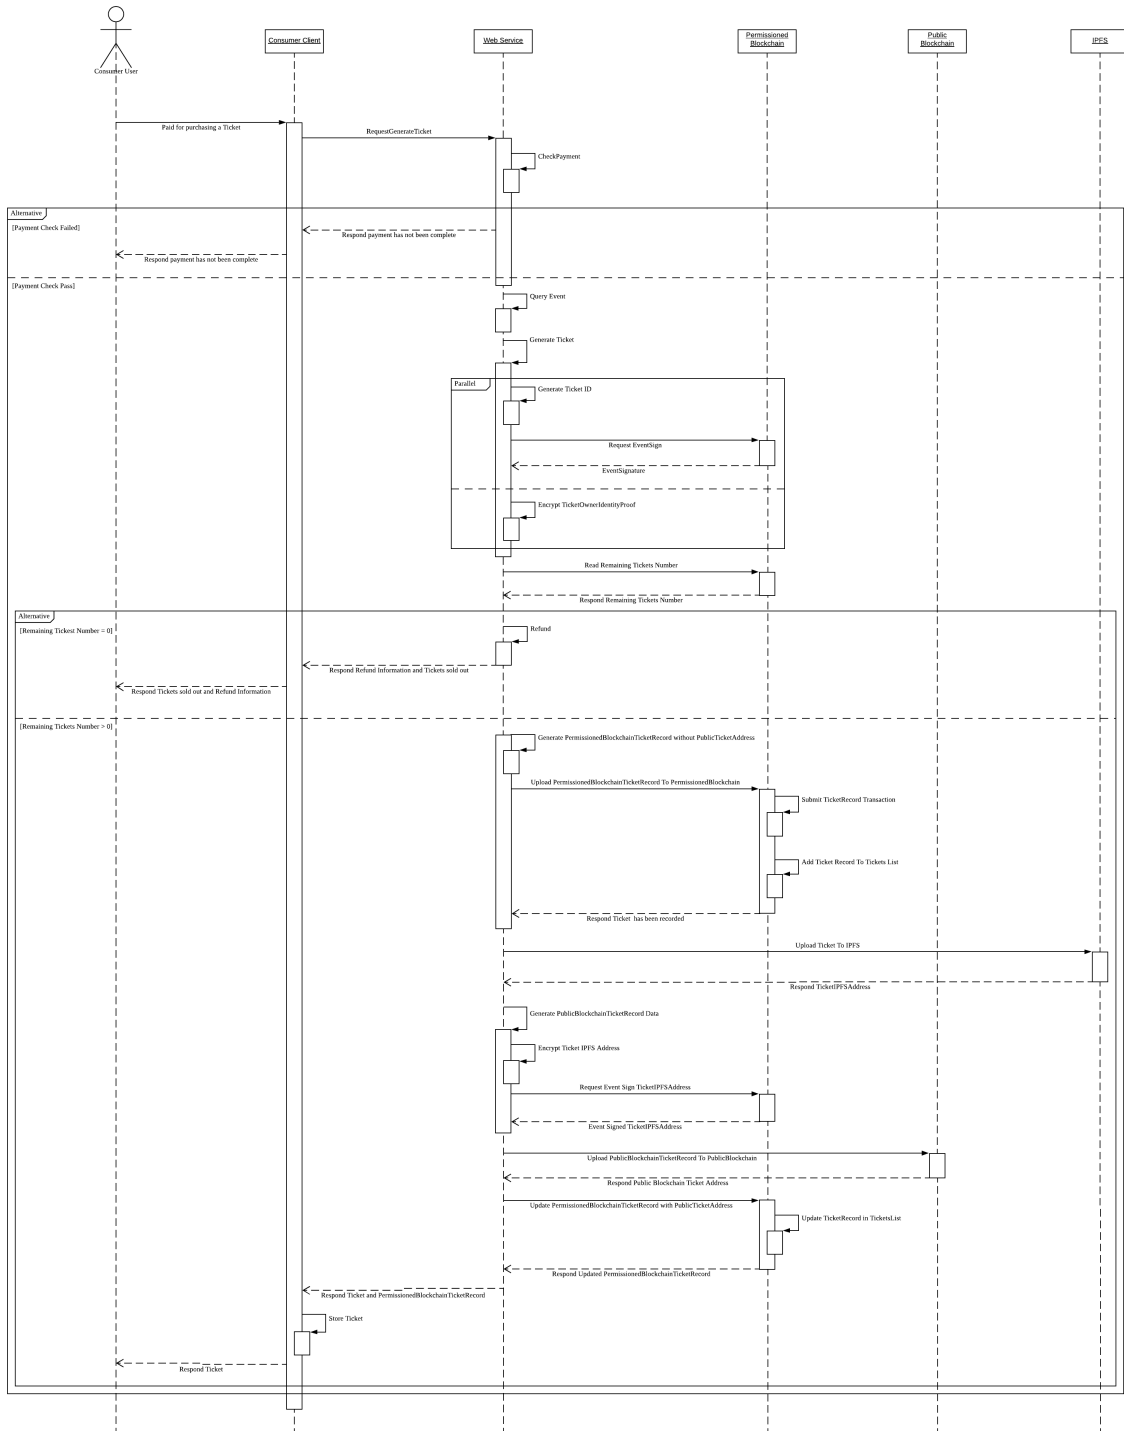 Consumer User
Consumer Client
Web Service
Permissioned
Blockchain
Public
Blockchain
IPFS
Paid for purchasing a Ticket
RequestGenerateTicket
CheckPayment
Alternative
[Payment Check Failed]
Respond payment has not been complete
Respond payment has not been complete
[Payment Check Pass]
Query Event
Generate Ticket
Parallel
Generate Ticket ID
Request EventSign
EventSignature
Encrypt TicketOwnerIdentityProof
Read Remaining Tickets Number
Respond Remaining Tickets Number
Alternative
[Remaining Tickest Number = 0]
Refund
Respond Refund Information and Tickets sold out
Respond Tickets sold out and Refund Information
[Remaining Tickets Number > 0]
Generate PermissionedBlockchainTicketRecord without PublicTicketAddress
Upload PermissionedBlockchainTicketRecord To PermissionedBlockchain
Submit TicketRecord Transaction
Add Ticket Record To Tickets List
Respond Ticket has been recorded
Upload Ticket To IPFS
Respond TicketIPFSAddress
Generate PublicBlockchainTicketRecord Data
Encrypt Ticket IPFS Address
Request Event Sign TicketIPFSAddress
Event Signed TicketIPFSAddress
Upload PublicBlockchainTicketRecord To PublicBlockchain
Respond Public Blockchain Ticket Address
Update PermissionedBlockchainTicketRecord with PublicTicketAddress
Update TicketRecord in TicketsList
Respond Updated PermissionedBlockchainTicketRecord
Respond Ticket and PermissionedBlockchainTicketRecord
Store Ticket
Respond Ticket